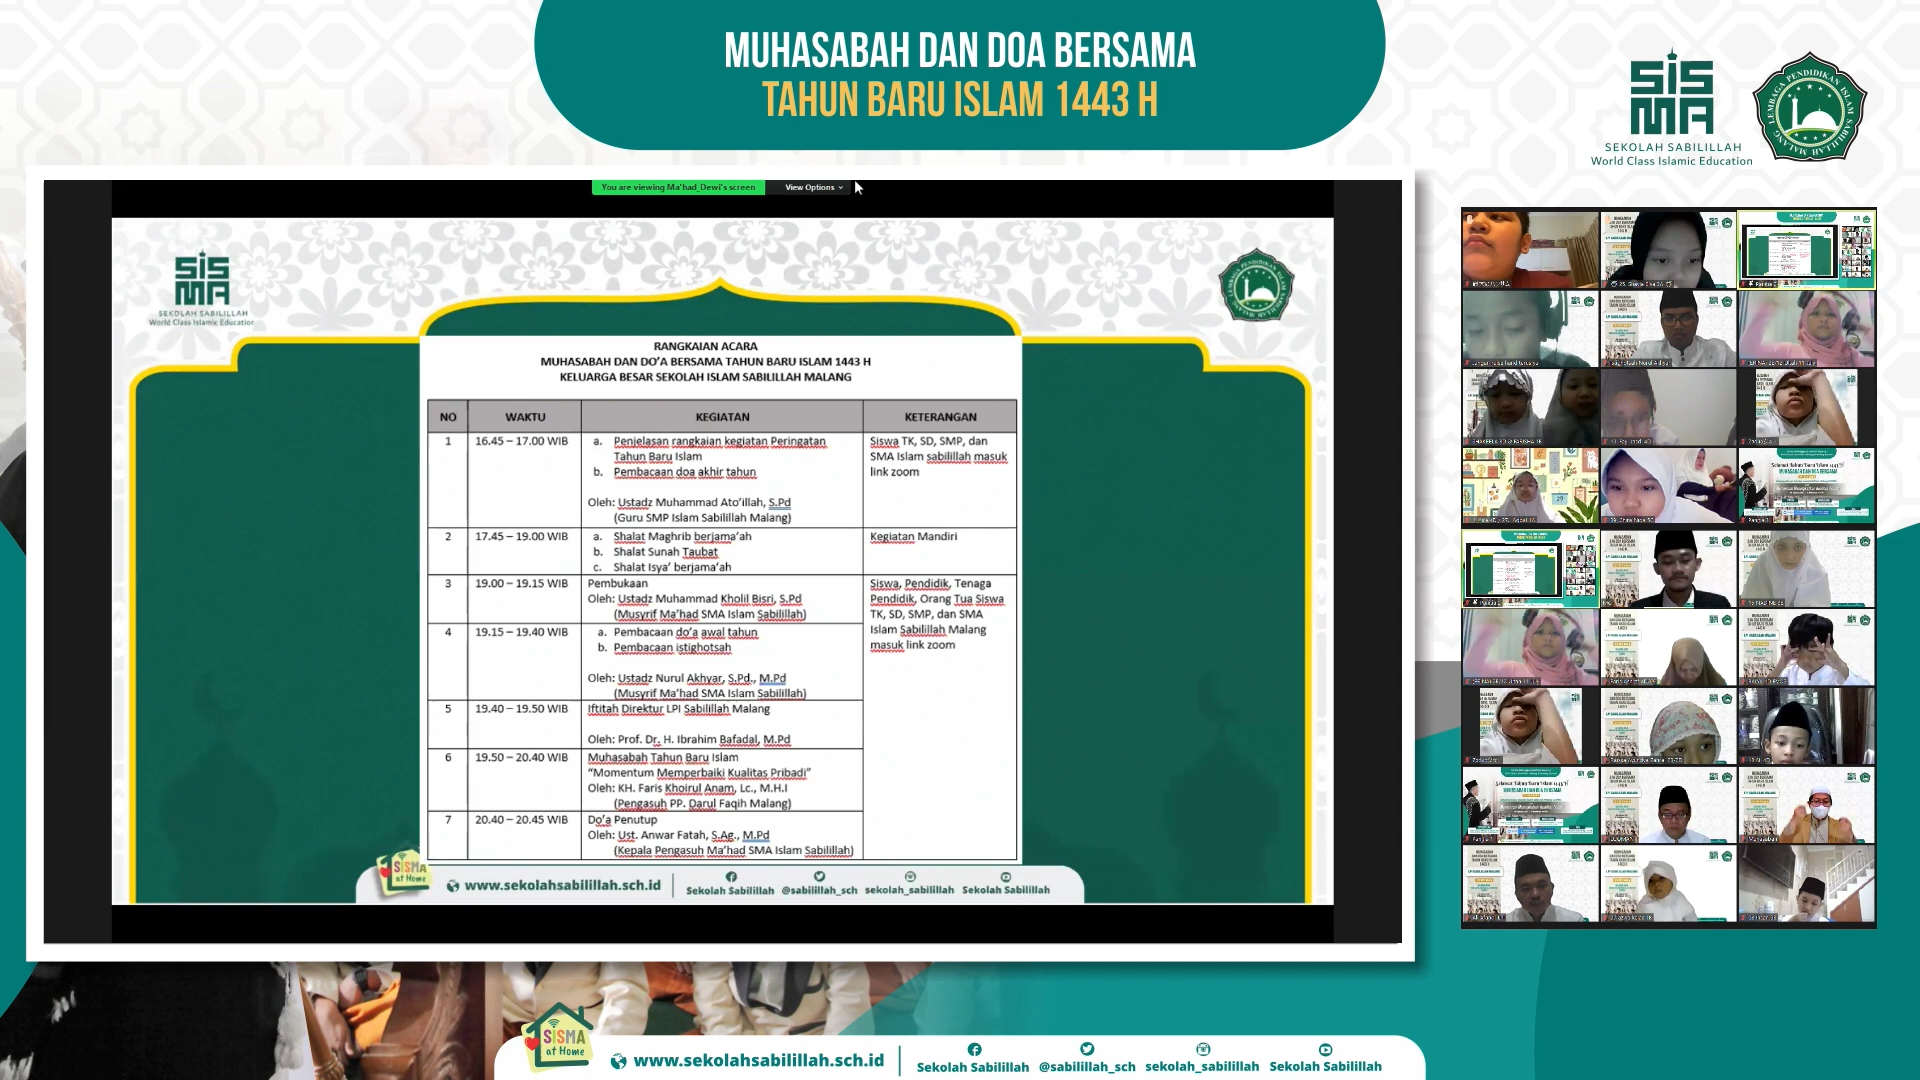 MUHASABAH DAN DOA BERSAMA
TAHUN BARU ISLAM 1443 H
SISMA
SEKOLAH SABILILLAH
World Class Islamic Education
LEMBAGA PENDIDIKAN ISLAM SABILILLAH MALANG
You are viewing Ma'had_Dewi's screen
View Options
SISMA
SEKOLAH SABILILLAH
World Class Islamic Education
RANGKAIAN ACARA
MUHASABAH DAN DO'A BERSAMA TAHUN BARU ISLAM 1443 H
KELUARGA BESAR SEKOLAH ISLAM SABILILLAH MALANG
NO WAKTU KEGIATAN KETERANGAN
1 16.45 – 17.00 WIB a. Penjelasan rangkaian kegiatan Peringatan Siswa TK, SD, SMP, dan
Tahun Baru Islam SMA Islam sabilillah masuk
b. Pembacaan doa akhir tahun link zoom
Oleh: Ustadz Muhammad Ato'illah, S.Pd
(Guru SMP Islam Sabilillah Malang)
2 17.45 – 19.00 WIB a. Shalat Maghrib berjama'ah Kegiatan Mandiri
b. Shalat Sunah Taubat
c. Shalat Isya' berjama'ah
3 19.00 – 19.15 WIB Pembukaan Siswa, Pendidik, Tenaga
Oleh: Ustadz Muhammad Kholil Bisri, S.Pd Pendidik, Orang Tua Siswa
(Musyrif Ma'had SMA Islam Sabilillah) TK, SD, SMP, dan SMA
4 19.15 – 19.40 WIB a. Pembacaan do'a awal tahun Islam Sabilillah Malang
b. Pembacaan istighotsah masuk link zoom
Oleh: Ustadz Nurul Akhyar, S.Pd., M.Pd
(Musyrif Ma'had SMA Islam Sabilillah)
5 19.40 – 19.50 WIB Iftitah Direktur LPI Sabilillah Malang
Oleh: Prof. Dr. H. Ibrahim Bafadal, M.Pd
6 19.50 – 20.40 WIB Muhasabah Tahun Baru Islam
"Momentum Memperbaiki Kualitas Pribadi"
Oleh: KH. Faris Khoirul Anam, Lc., M.H.I
(Pengasuh PP. Darul Faqih Malang)
7 20.40 – 20.45 WIB Do'a Penutup
Oleh: Ust. Anwar Fatah, S.Ag., M.Pd
(Kepala Pengasuh Ma'had SMA Islam Sabilillah)
SISMA
at Home
www.sekolahsabilillah.sch.id
Sekolah Sabilillah @sabilillah_sch sekolah_sabilillah Sekolah Sabilillah
SISMA
at Home
www.sekolahsabilillah.sch.id
Sekolah Sabilillah @sabilillah_sch sekolah_sabilillah Sekolah Sabilillah